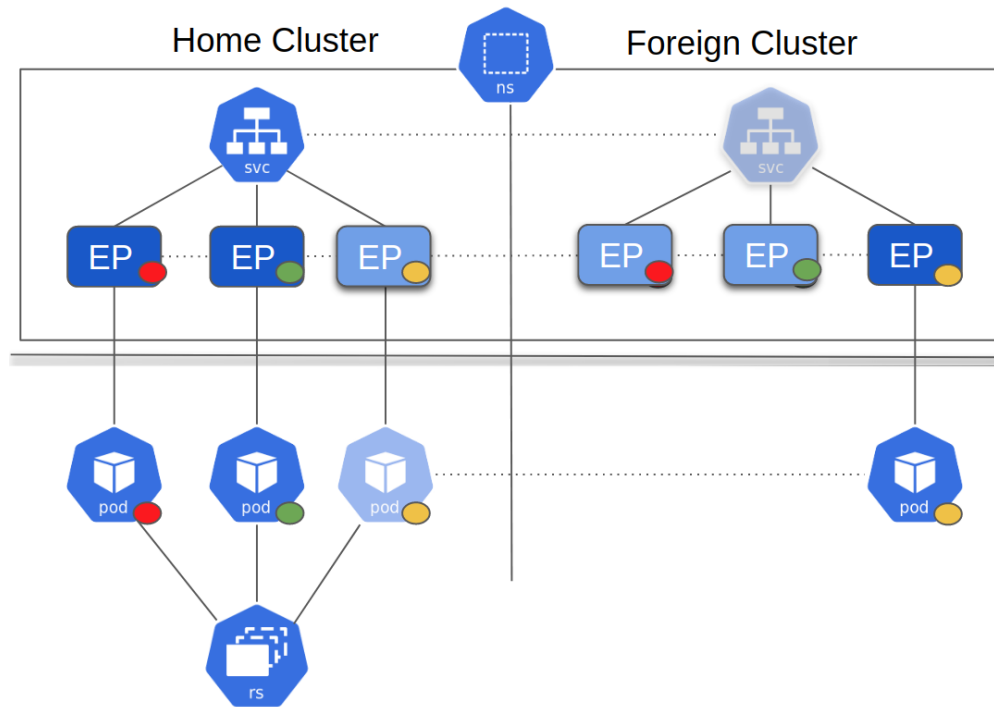 Home Cluster
Foreign Cluster
ns
svc
svc
EP
EP
EP
EP
EP
EP
pod
pod
pod
pod
rs